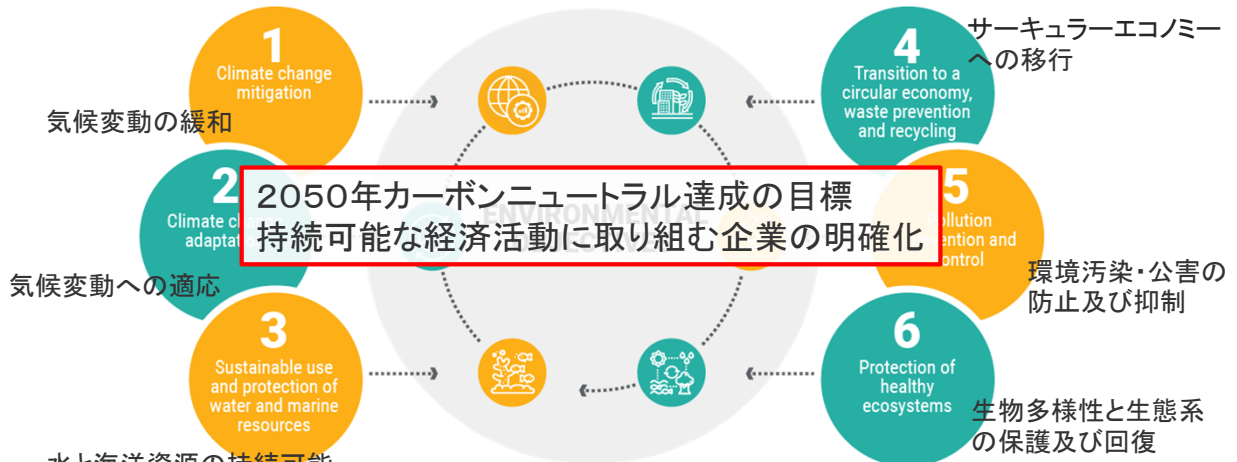 1
Climate change
mitigation
気候変動の緩和
2
Climate
気候変動への適応
3
Sustainable use
and protection of
water and marine
resources
２０５０年カーボンニュートラル達成の目標
持続可能な経済活動に取り組む企業の明確化
ENVIRONMENTAL
4
Transition to a
circular economy,
waste prevention
and recycling
サーキュラーエコノミー
への移行
5
and
環境汚染・公害の
防止及び抑制
6
Protection of
healthy
ecosystems
生物多様性と生態系
の保護及び回復